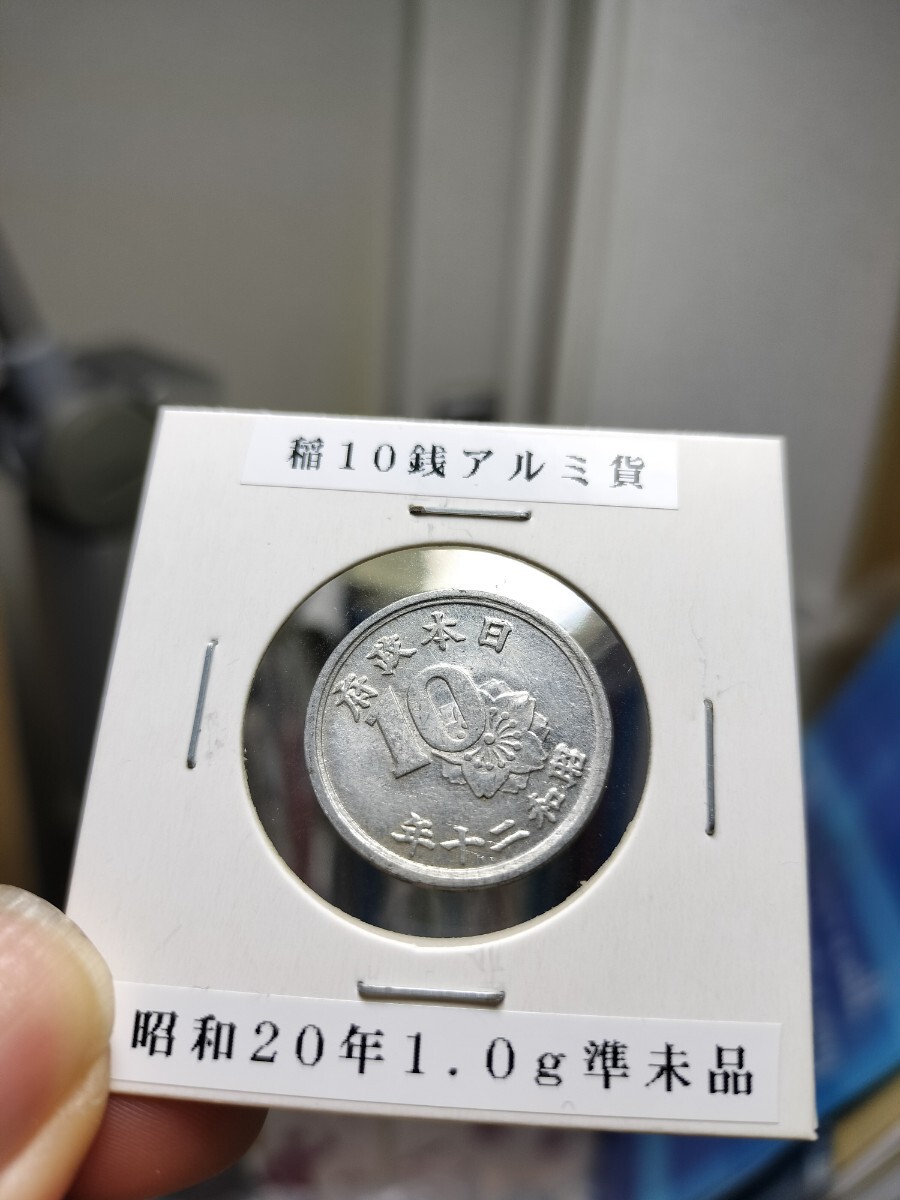 稲10銭アルミ貨
日本政府
10
昭和二十年
昭和20年1.0g準未品